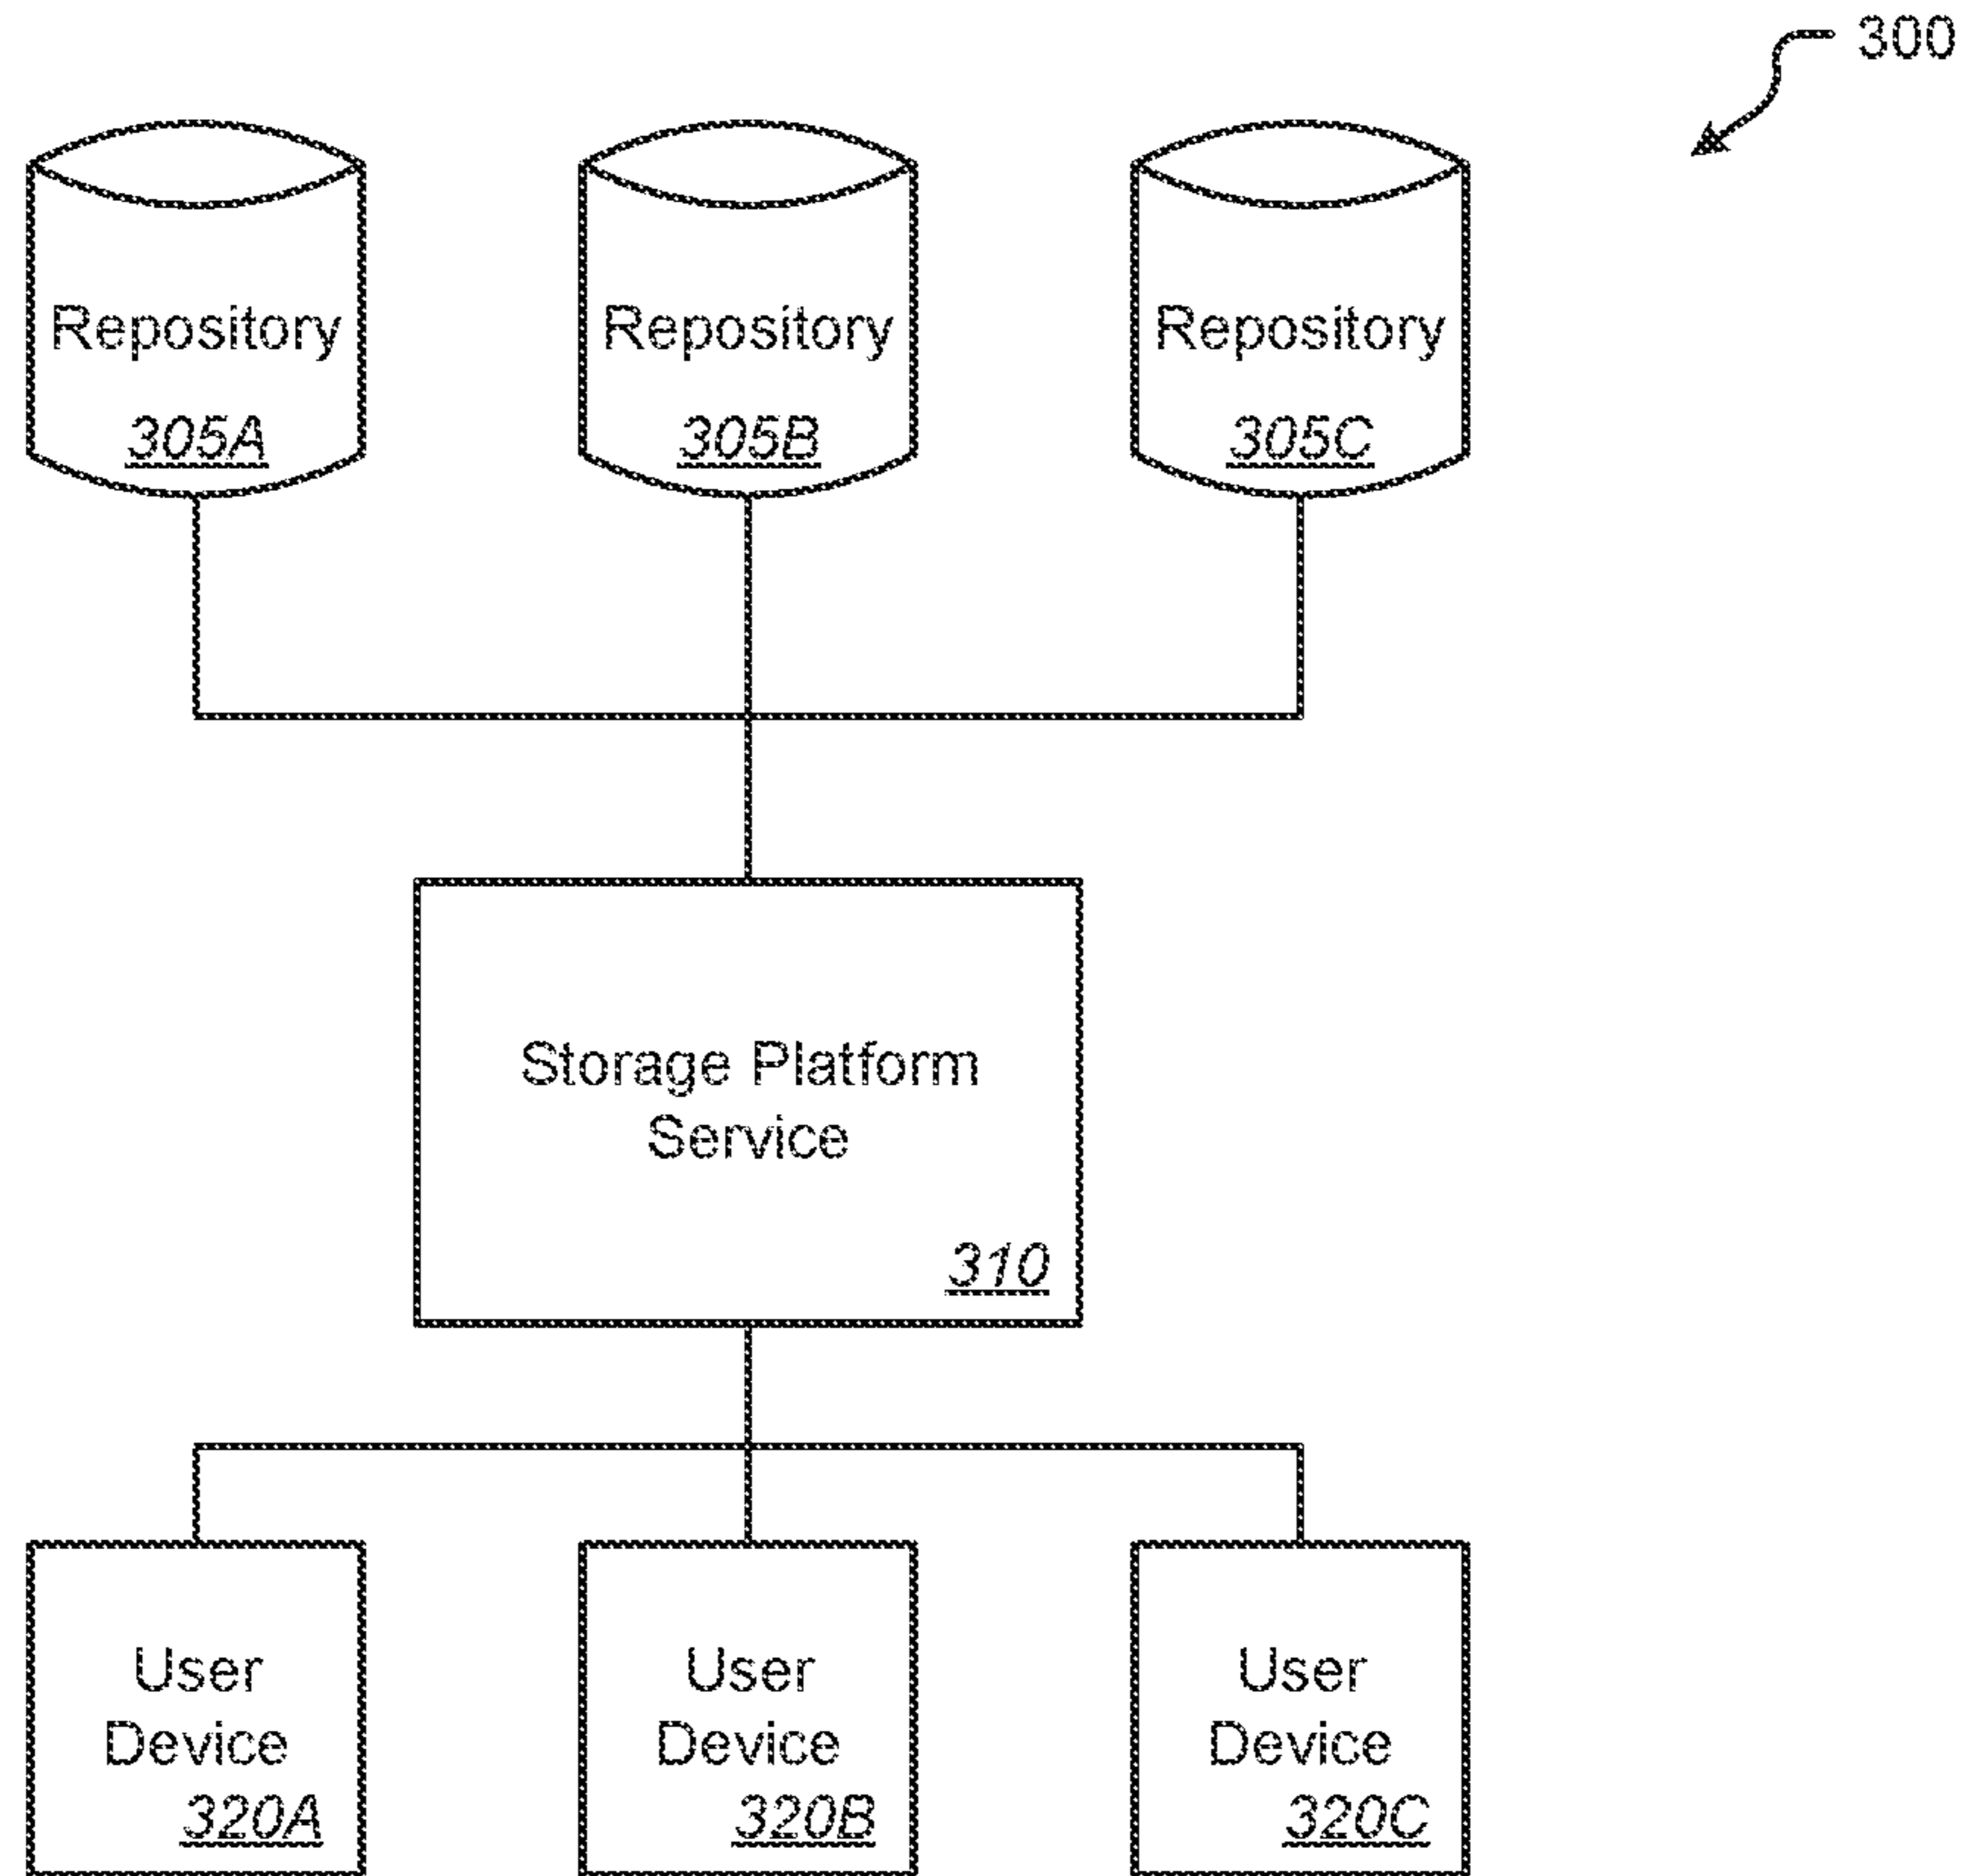 300
Repository
305A
Repository
305B
Repository
305C
Storage Platform
Service
310
User
Device
320A
User
Device
320B
User
Device
320C